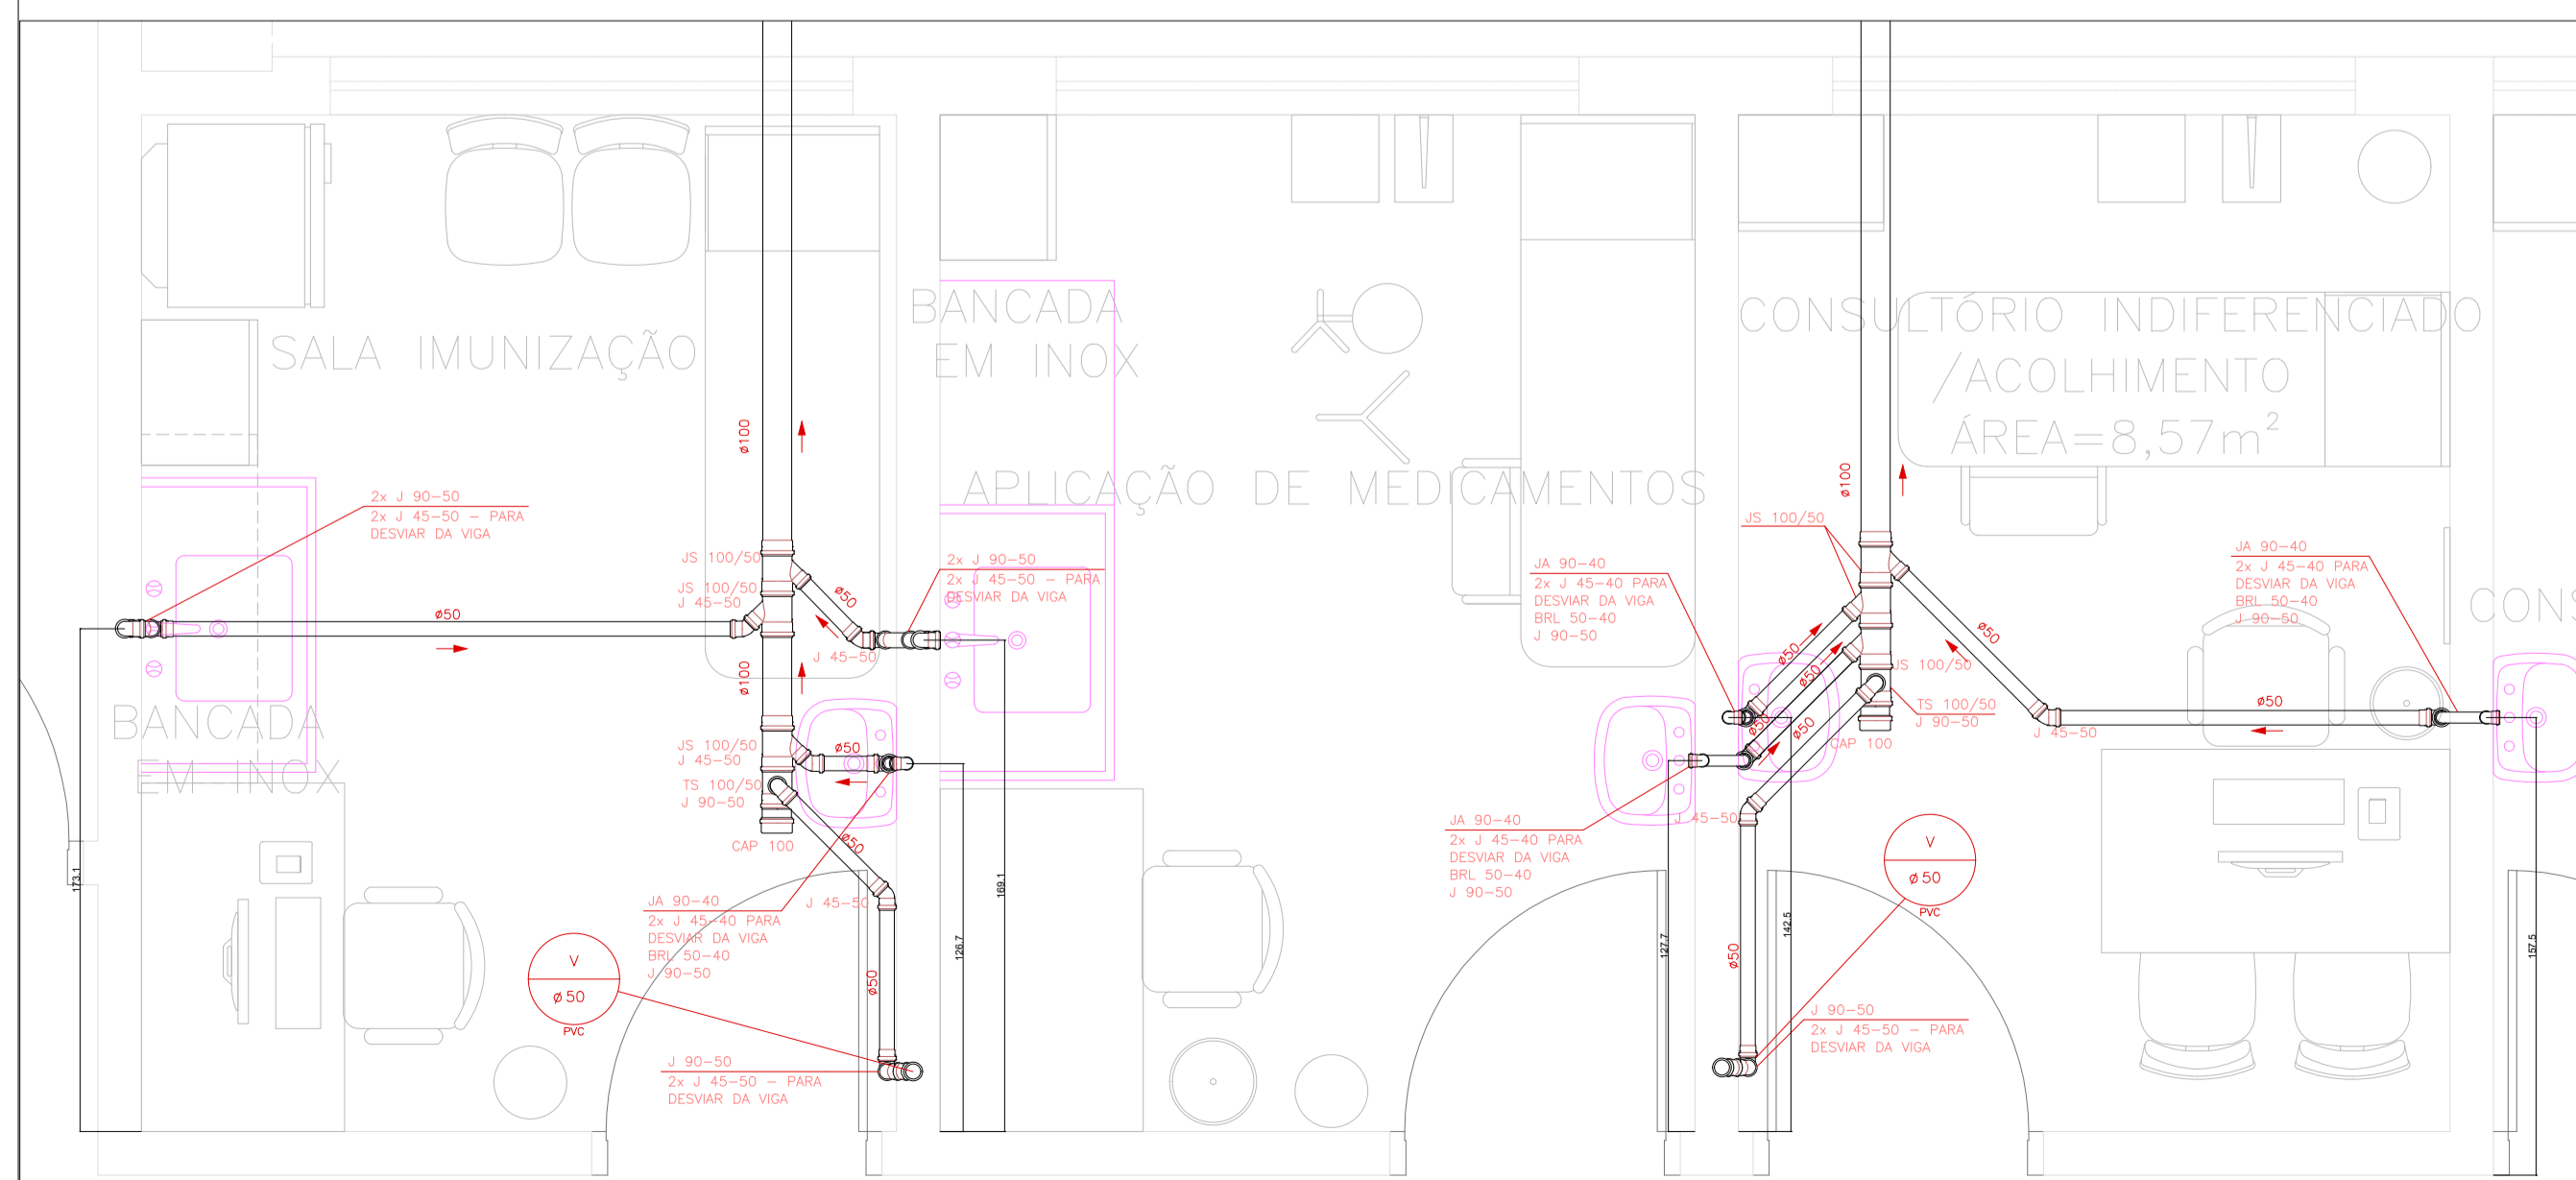 BANCADA
EM INOX
SALA IMUNIZAÇÃO
CONSULTÓRIO INDIFERENCIADO
/ACOLHIMENTO
ÁREA=8,57m²
APLICAÇÃO DE MEDICAMENTOS
CONS
ø100
ø100
2x J 90-50
2x J 45-50 - PARA
DESVIAR DA VIGA
JS 100/50
JS 100/50
J 45-50
2x J 90-50
2x J 45-50 - PARA
DESVIAR DA VIGA
JA 90-40
2x J 45-40 PARA
DESVIAR DA VIGA
BRL 50-40
J 90-50
JS 100/50
JA 90-40
2x J 45-40 PARA
DESVIAR DA VIGA
BRL 50-40
J 90-50
ø50
ø50
J 45-50
ø100
ø50
ø50
ø50
ø50
JS 100/50
TS 100/50
J 90-50
CAP 100
ø50
ø50
J 45-50
BANCADA
EM INOX
JS 100/50
J 45-50
ø50
TS 100/50
J 90-50
CAP 100
ø50
J 45-50
JA 90-40
2x J 45-40 PARA
DESVIAR DA VIGA
BRL 50-40
J 90-50
J 45-50
JA 90-40
2x J 45-40 PARA
DESVIAR DA VIGA
BRL 50-40
J 90-50
V
ø50
PVC
173.1
169.1
126.7
127.7
142.5
157.5
V
ø50
PVC
ø50
ø50
J 90-50
2x J 45-50 - PARA
DESVIAR DA VIGA
J 90-50
2x J 45-50 - PARA
DESVIAR DA VIGA